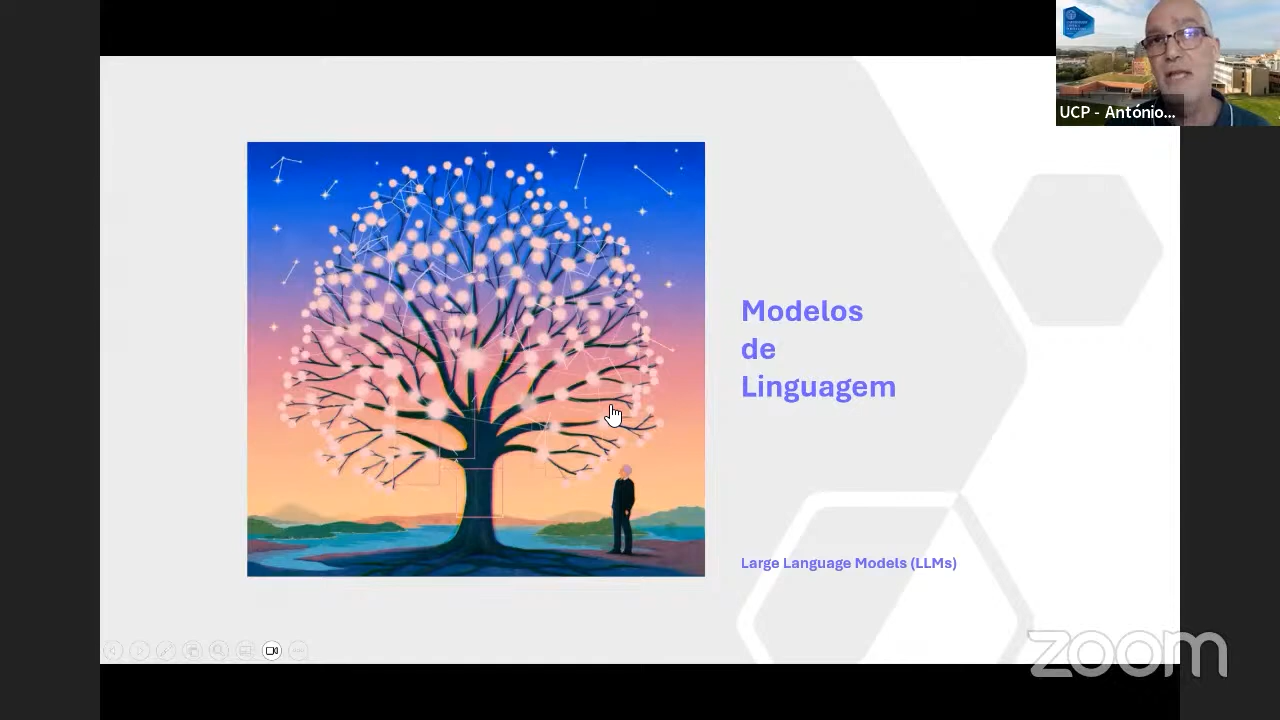 UCP - António...
Modelos
de
Linguagem
Large Language Models (LLMs)
zoom